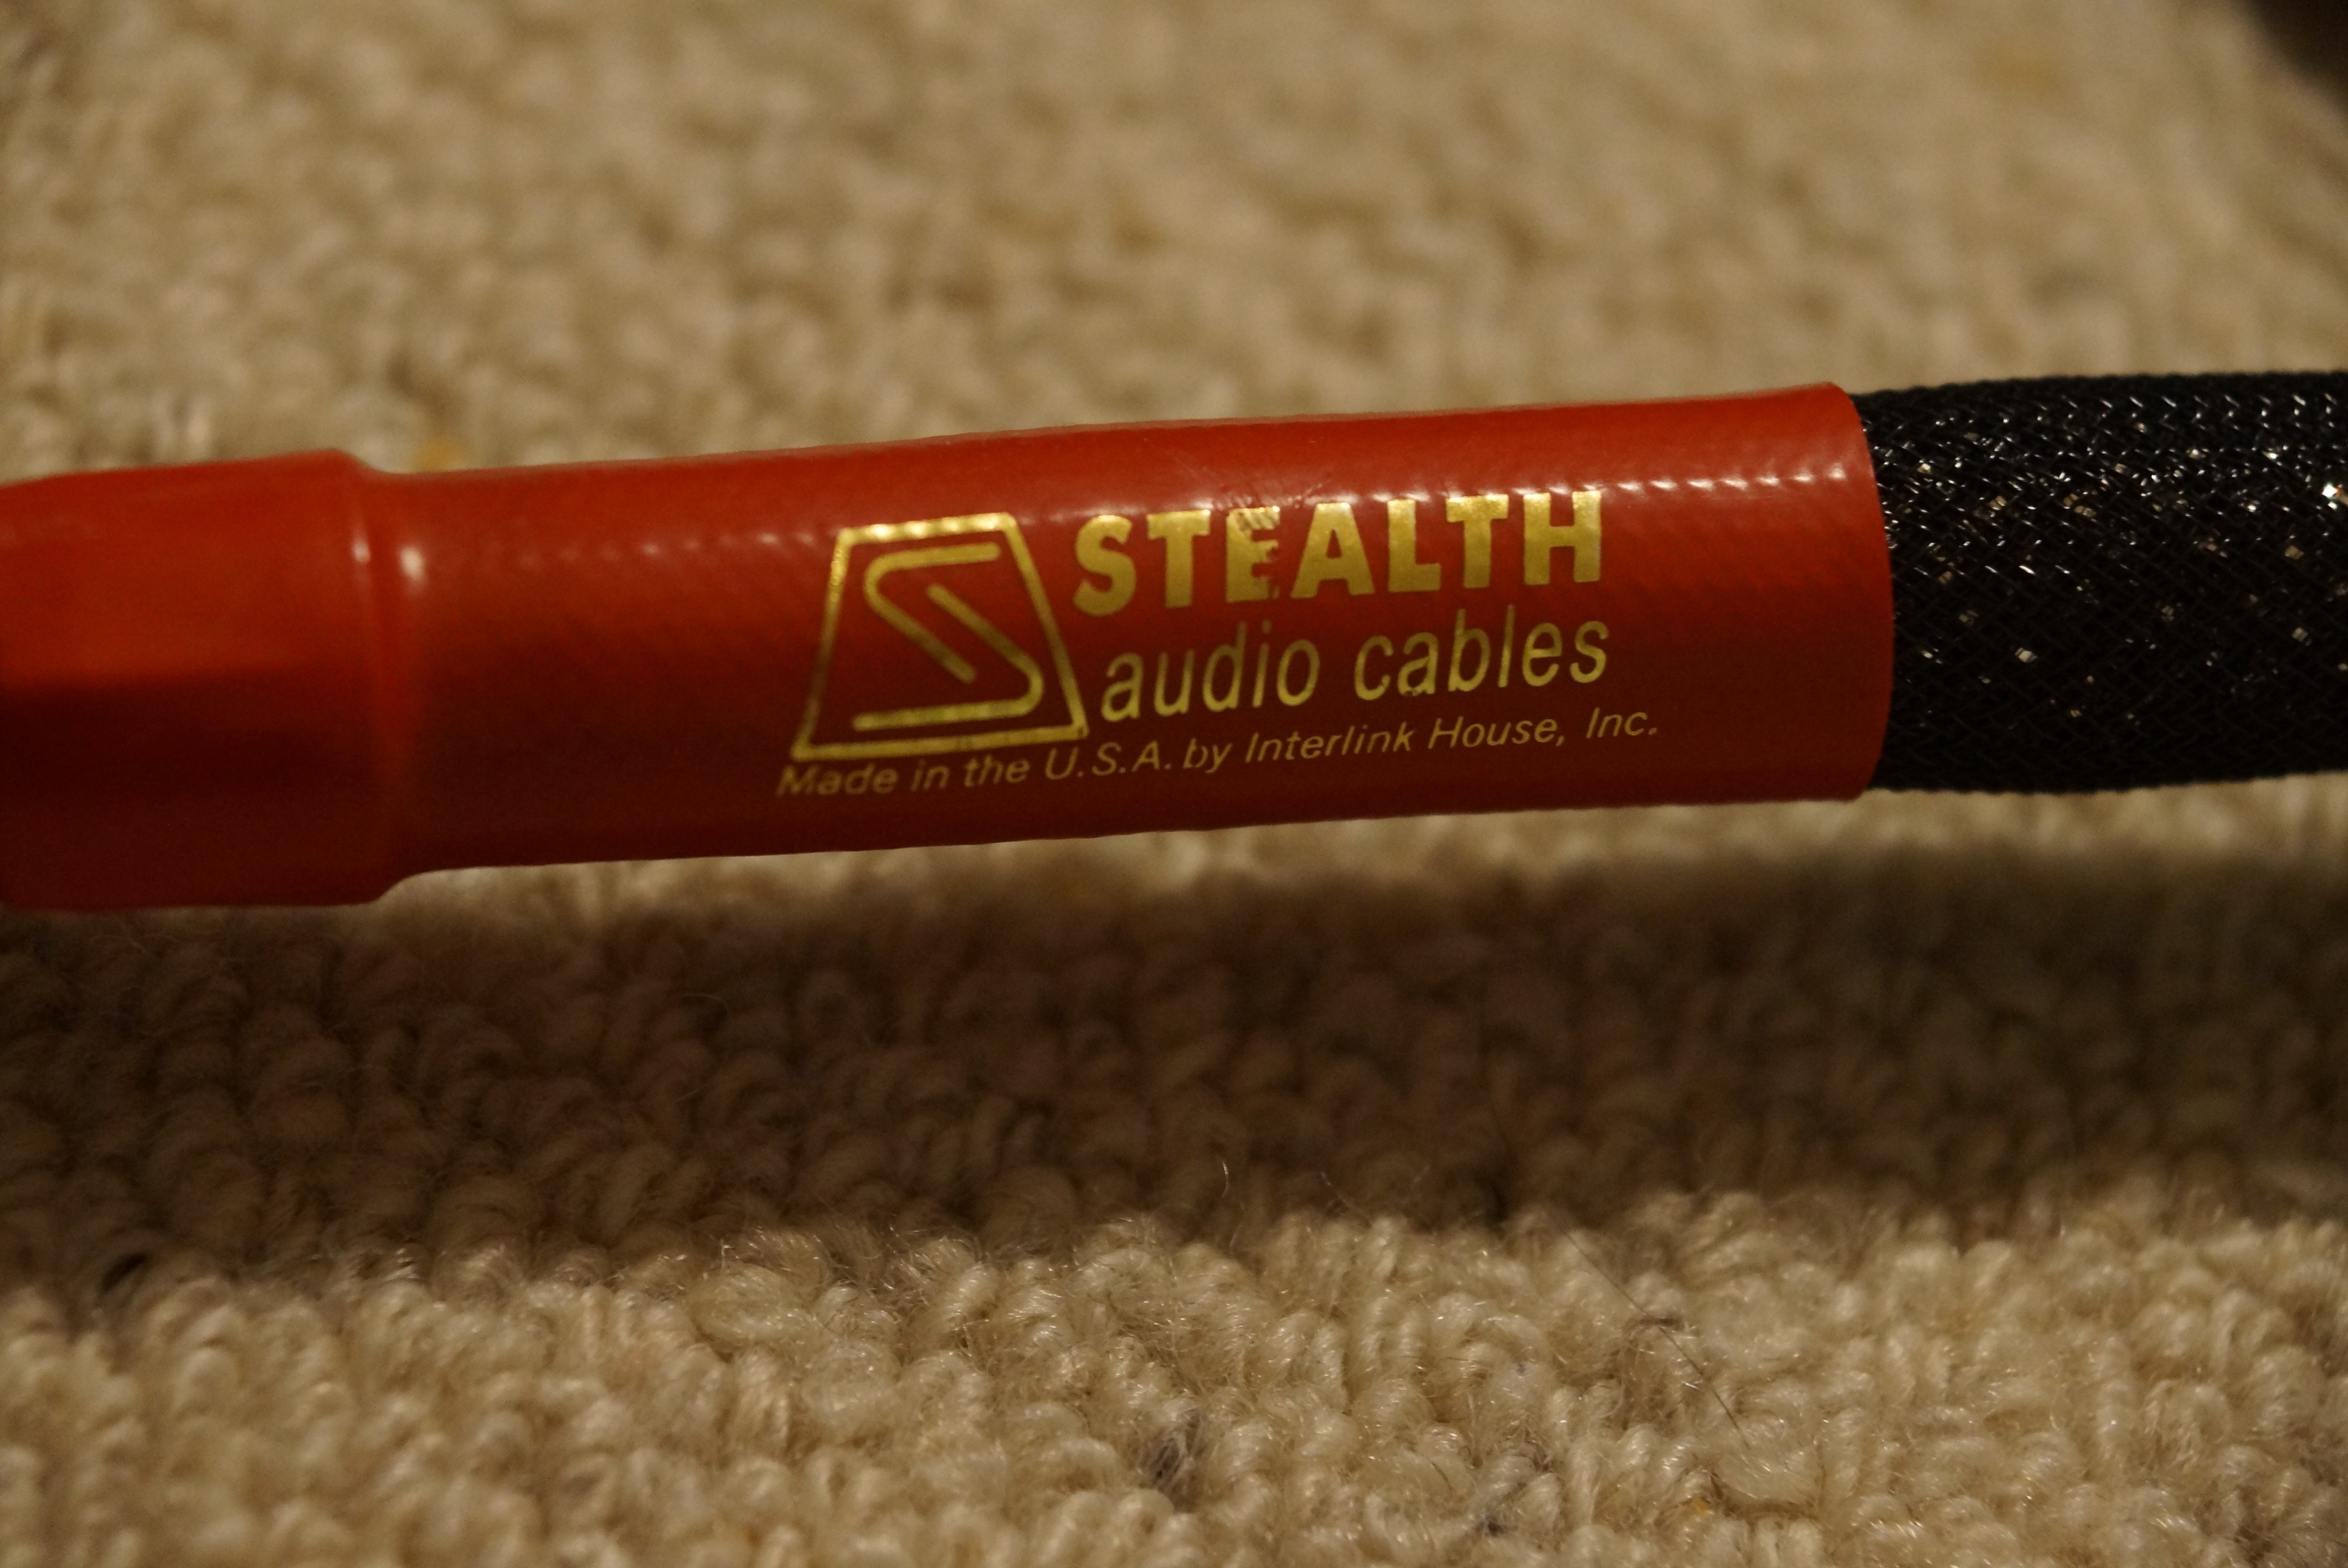 STEALTH
audio cables
Made in the U.S.A. by Interlink House, Inc.